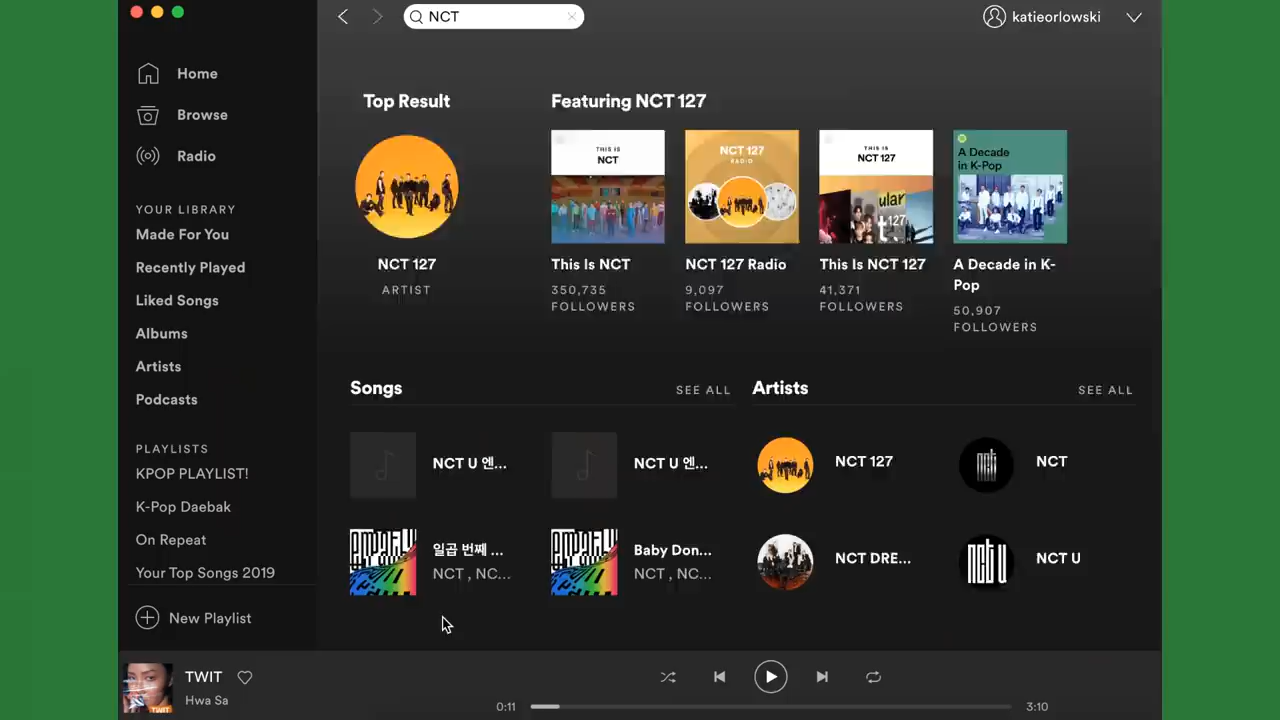 NCT
katieorlowski
Home
Browse
Radio
YOUR LIBRARY
Made For You
Recently Played
Liked Songs
Albums
Artists
Podcasts
PLAYLISTS
KPOP PLAYLIST!
K-Pop Daebak
On Repeat
Your Top Songs 2019
New Playlist
Top Result
NCT 127
ARTIST
Featuring NCT 127
THIS IS
NCT
This Is NCT
350,735
FOLLOWERS
NCT 127
RADIO
NCT 127 Radio
9,097
FOLLOWERS
THIS IS
NCT 127
ular
127
This Is NCT 127
41,371
FOLLOWERS
A Decade
in K-Pop
A Decade in K-
Pop
50,907
FOLLOWERS
Songs
SEE ALL
NCT U 엔...
NCT U 엔...
일곱 번째 ...
NCT , NC...
Baby Don...
NCT , NC...
Artists
SEE ALL
NCT 127
nct
NCT
NCT DRE...
nct U
NCT U
TWIT
TWIT
Hwa Sa
0:11
3:10